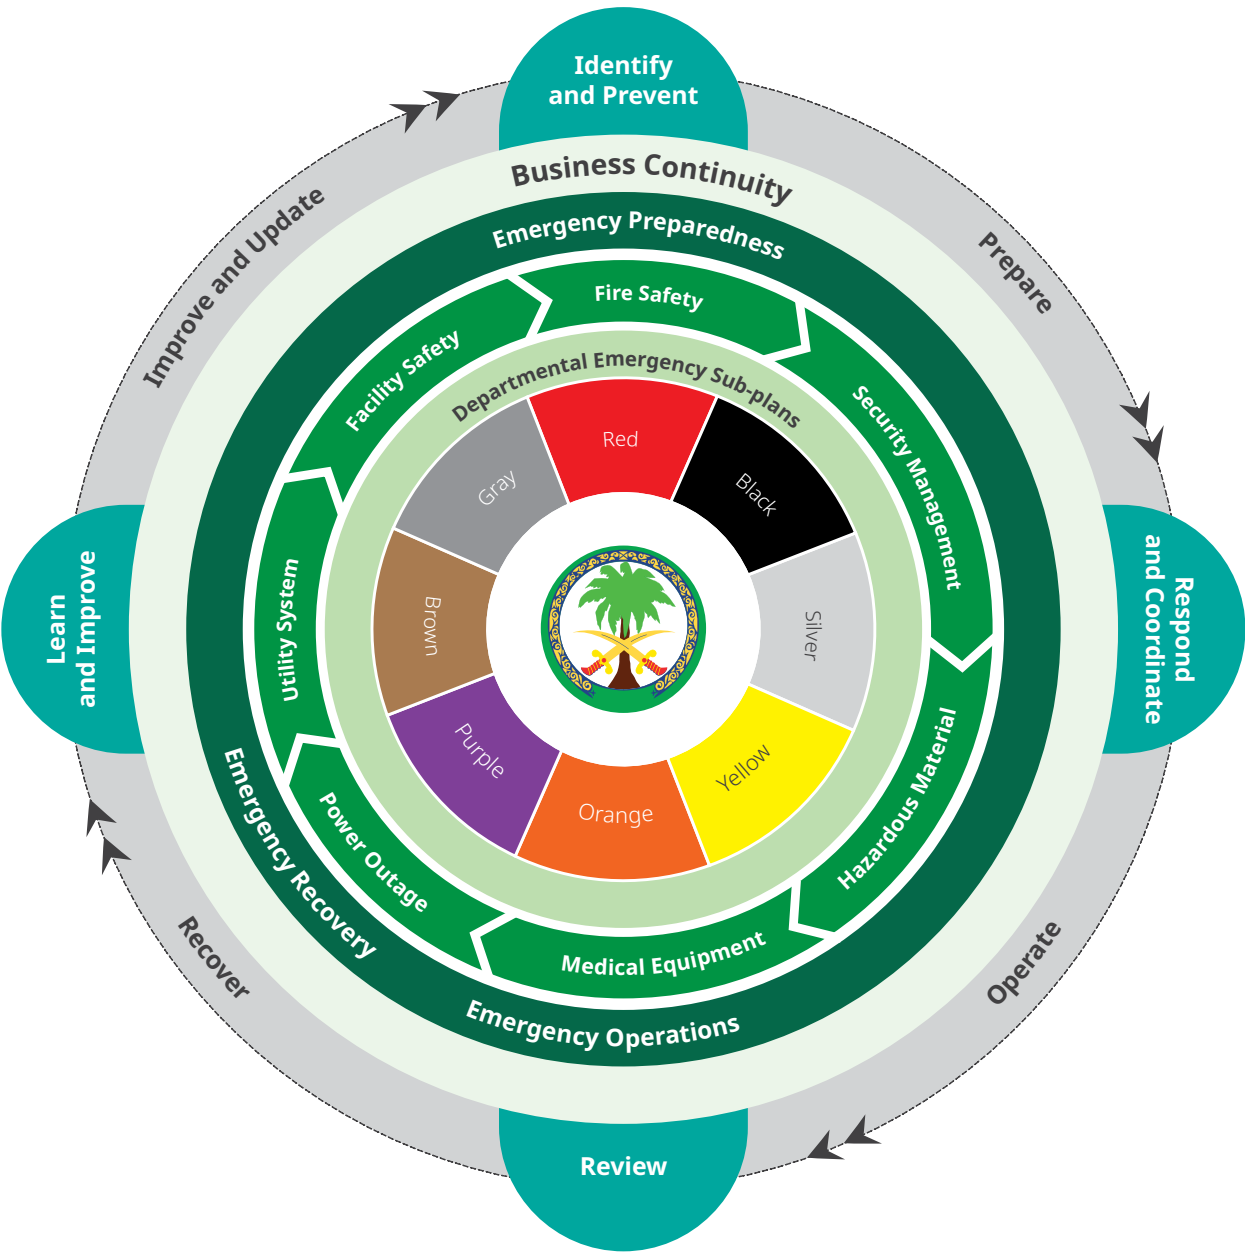 Identify
and Prevent
Prepare
Respond
and Coordinate
Operate
Review
Recover
Learn
and Improve
Improve and Update
Business Continuity
Emergency Preparedness
Emergency Operations
Emergency Recovery
Fire Safety
Security Management
Hazardous Material
Medical Equipment
Power Outage
Utility System
Facility Safety
Departmental Emergency Sub-plans
Red
Black
Silver
Yellow
Orange
Purple
Brown
Gray